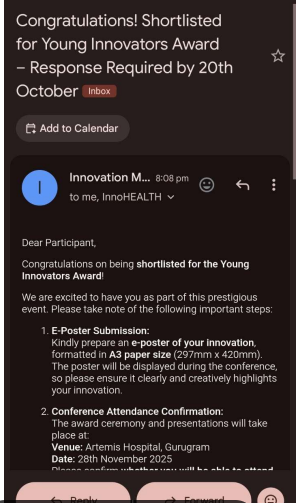 Congratulations! Shortlisted
for Young Innovators Award
– Response Required by 20th
October Inbox
Add to Calendar
I
Innovation M... 8:08 pm
to me, InnoHEALTH
Dear Participant,
Congratulations on being shortlisted for the Young
Innovators Award!
We are excited to have you as part of this prestigious
event. Please take note of the following important steps:
1. E-Poster Submission:
Kindly prepare an e-poster of your innovation,
formatted in A3 paper size (297mm x 420mm).
The poster will be displayed during the conference,
so please ensure it clearly and creatively highlights
your innovation.
2. Conference Attendance Confirmation:
The award ceremony and presentations will take
place at:
Venue: Artemis Hospital, Gurugram
Date: 28th November 2025
Please confirm whether you will be able to attend
Reply Forward